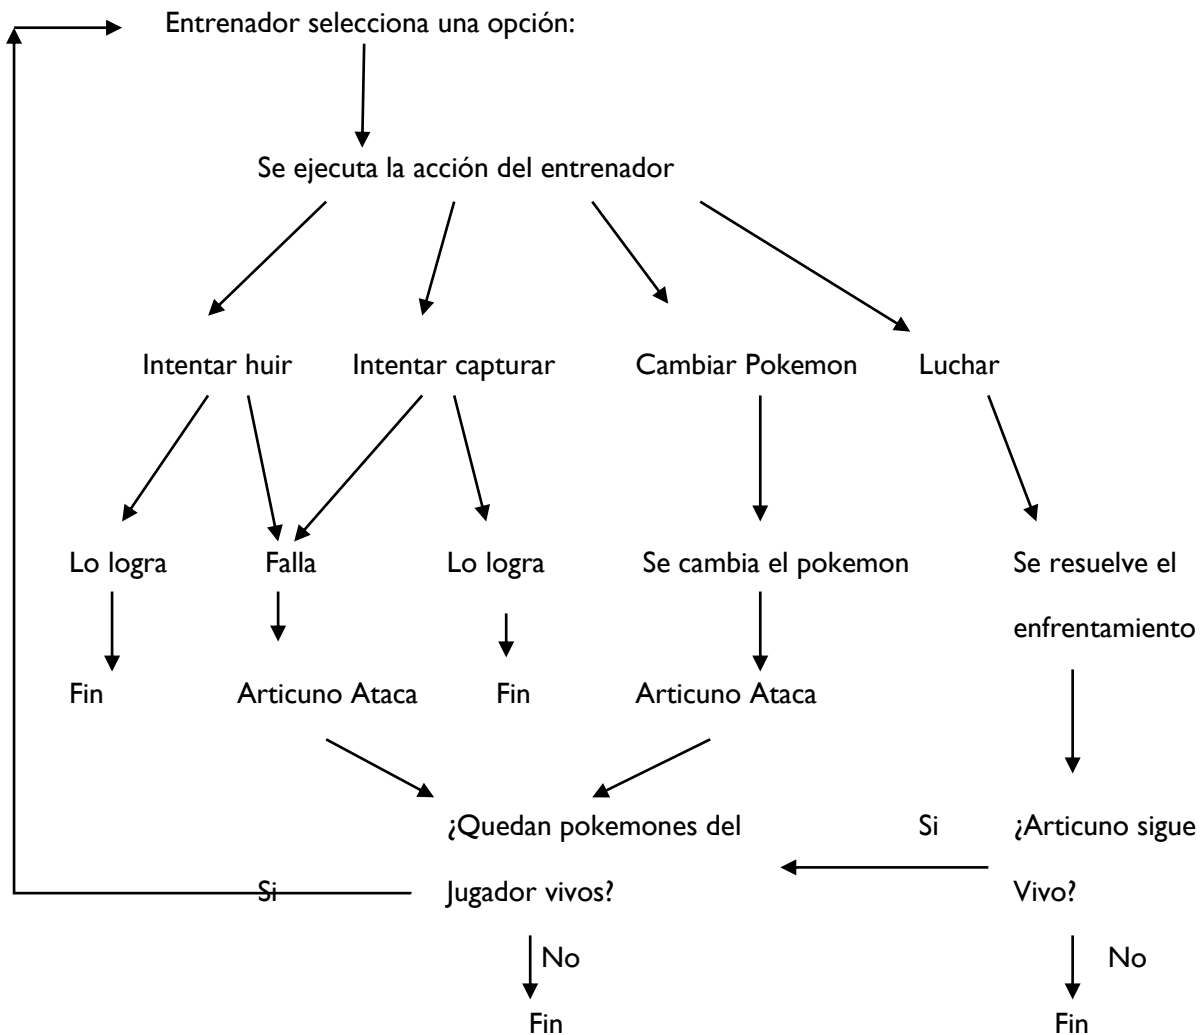 Entrenador selecciona una opción:
Se ejecuta la acción del entrenador
Intentar huir Intentar capturar Cambiar Pokemon Luchar
Lo logra Falla Lo logra Se cambia el pokemon Se resuelve el
enfrentamiento
Fin Articuno Ataca Fin Articuno Ataca
¿Quedan pokemones del Si ¿Articuno sigue
Si Jugador vivos? Vivo?
No No
Fin Fin